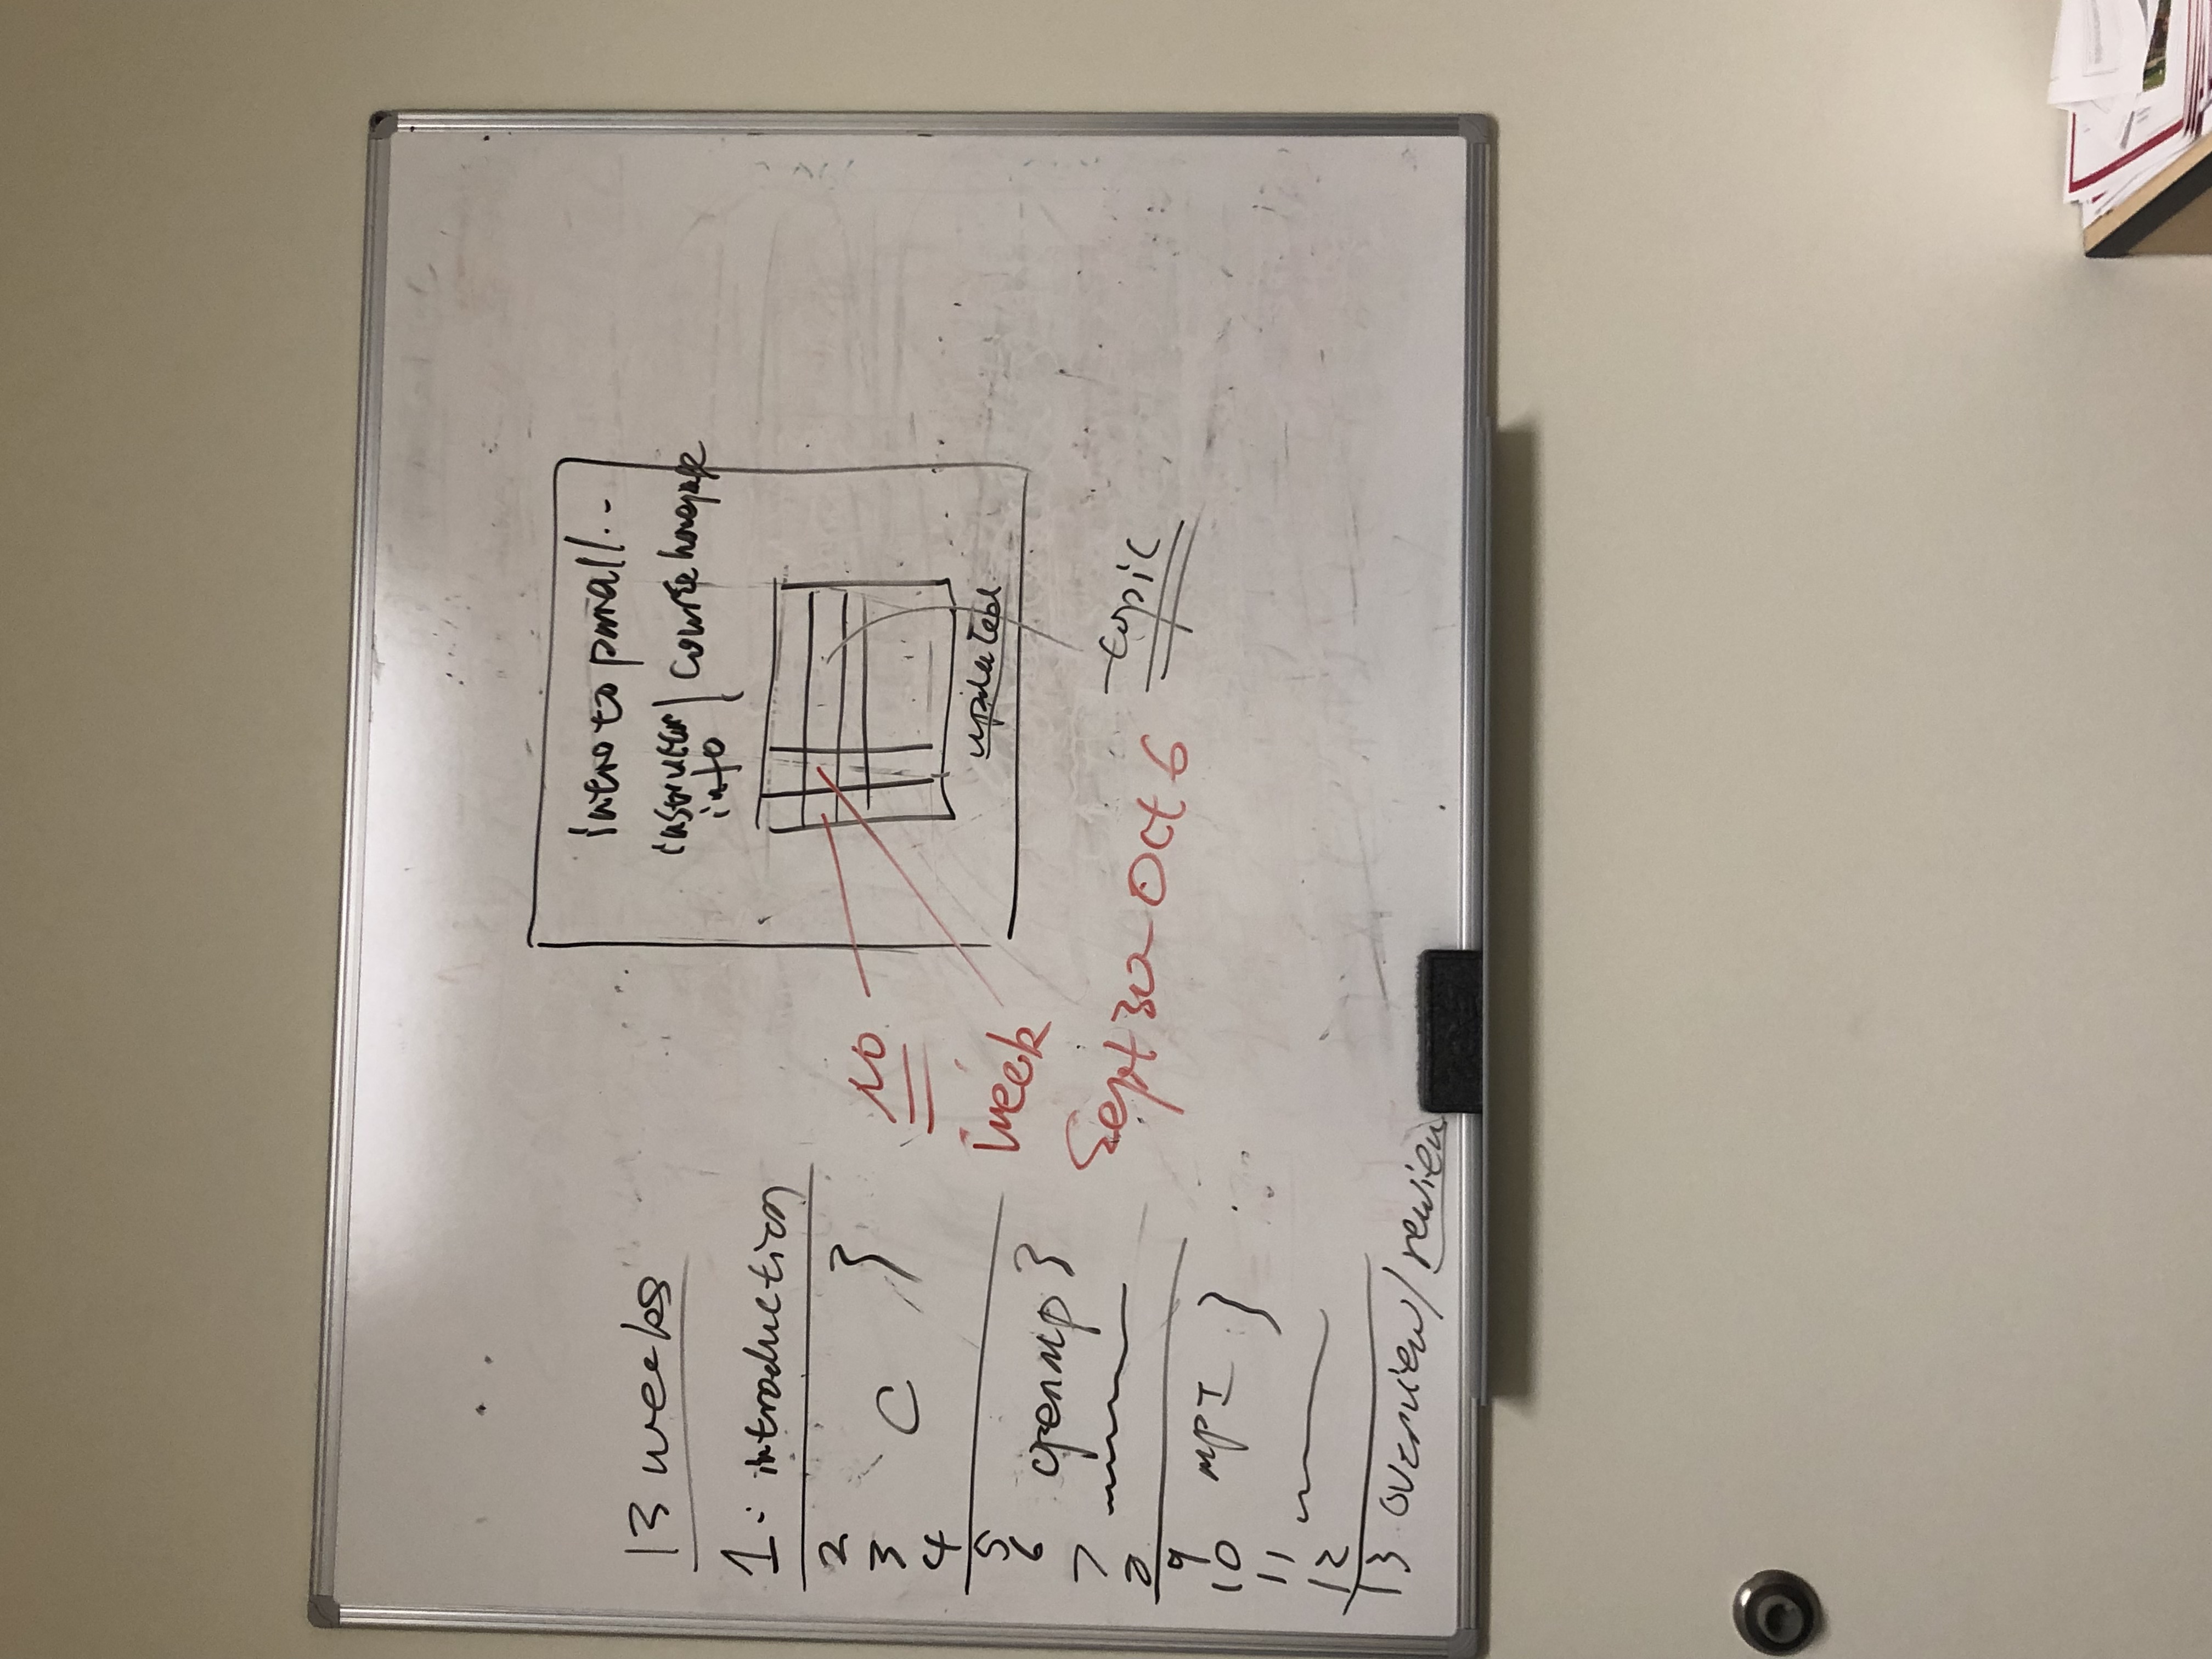 13 weeks
1: introduction
2
3 C
4
5
6 openmp
7
8
9
10 MPI
11
12
13 overview/review
intro to parall..
instructor
info
course homepage
updated
NO
week
Sept 30 - Oct 6
topic